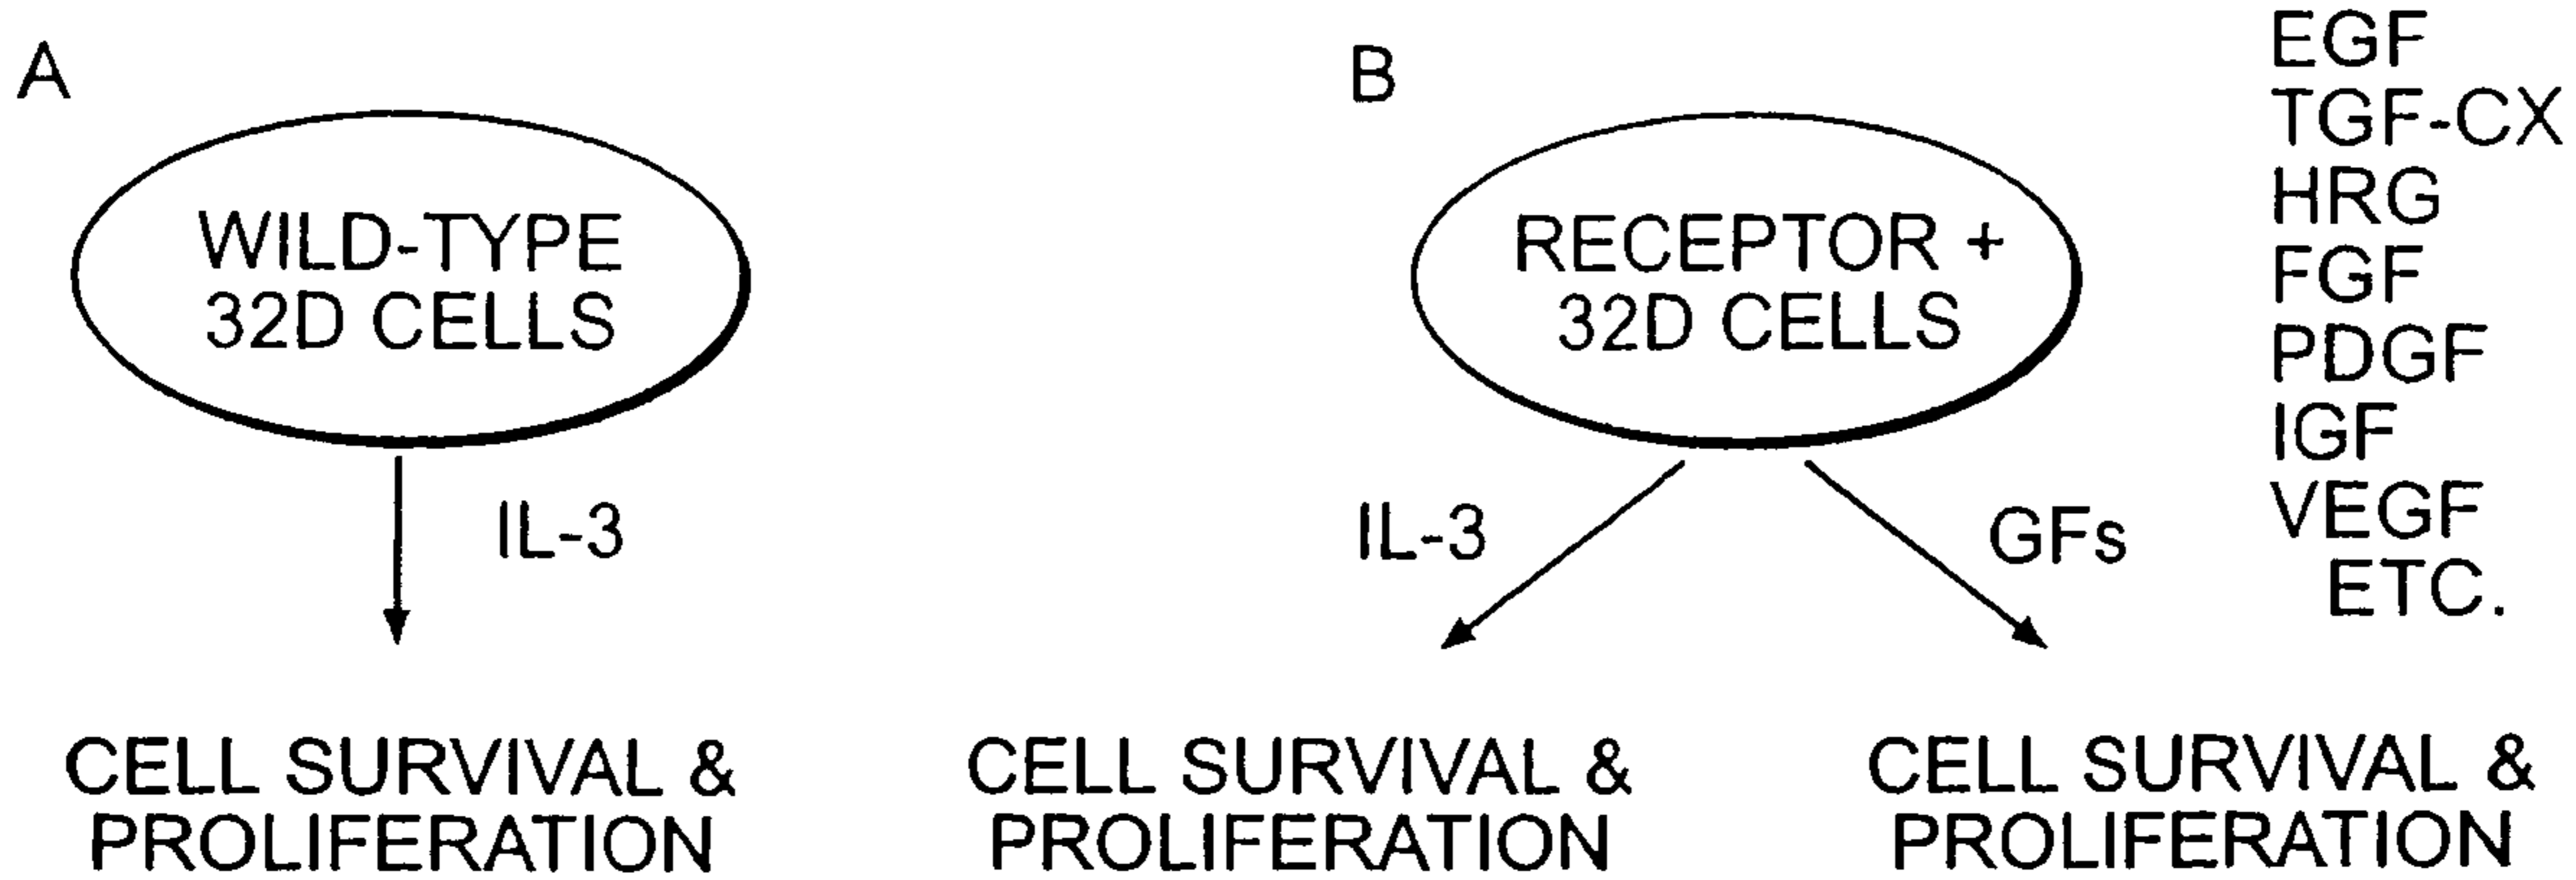 A
WILD-TYPE
32D CELLS
IL-3
CELL SURVIVAL &
PROLIFERATION
B
RECEPTOR +
32D CELLS
IL-3
GFs
EGF
TGF-CX
HRG
FGF
PDGF
IGF
VEGF
ETC.
CELL SURVIVAL &
PROLIFERATION
CELL SURVIVAL &
PROLIFERATION